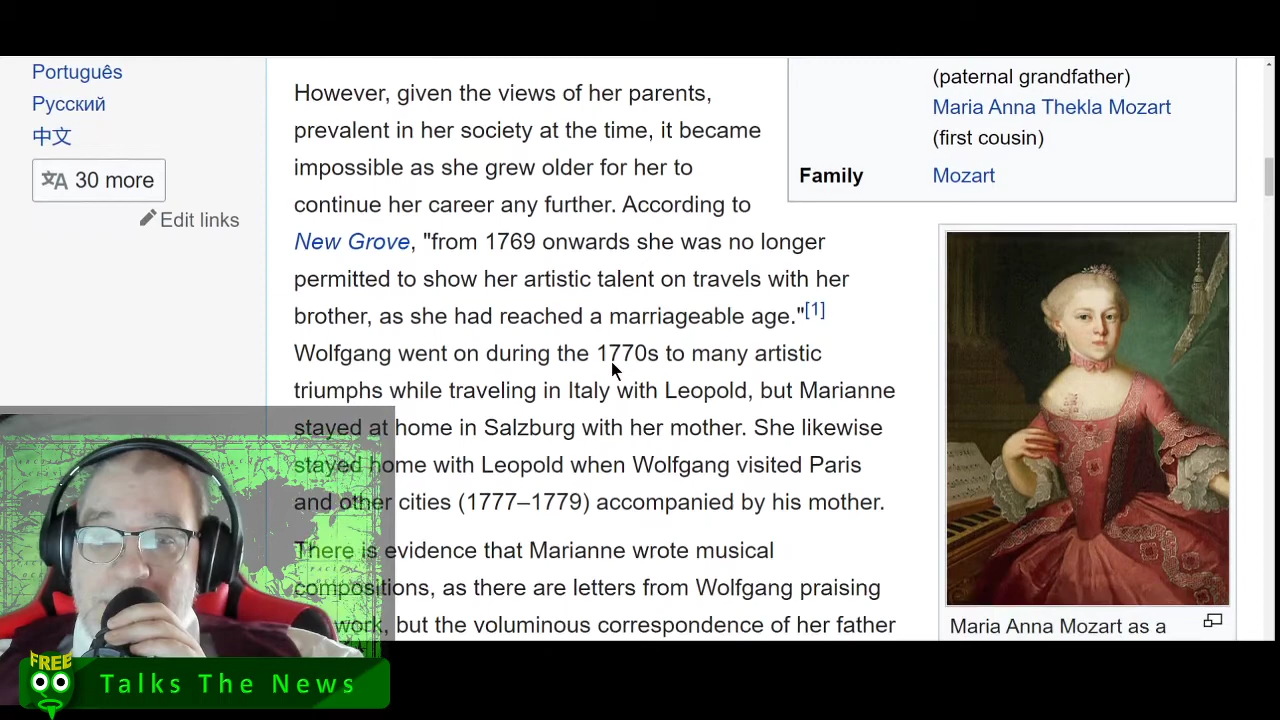 Português
Русский
中文
30 more
Edit links
However, given the views of her parents,
prevalent in her society at the time, it became
impossible as she grew older for her to
continue her career any further. According to
New Grove, "from 1769 onwards she was no longer
permitted to show her artistic talent on travels with her
brother, as she had reached a marriageable age."[1]
Wolfgang went on during the 1770s to many artistic
triumphs while traveling in Italy with Leopold, but Marianne
stayed at home in Salzburg with her mother. She likewise
stayed home with Leopold when Wolfgang visited Paris
and other cities (1777–1779) accompanied by his mother.
There is evidence that Marianne wrote musical
compositions, as there are letters from Wolfgang praising
work, but the voluminous correspondence of her father
(paternal grandfather)
Maria Anna Thekla Mozart
(first cousin)
Family Mozart
Maria Anna Mozart as a
FREE
Talks The News